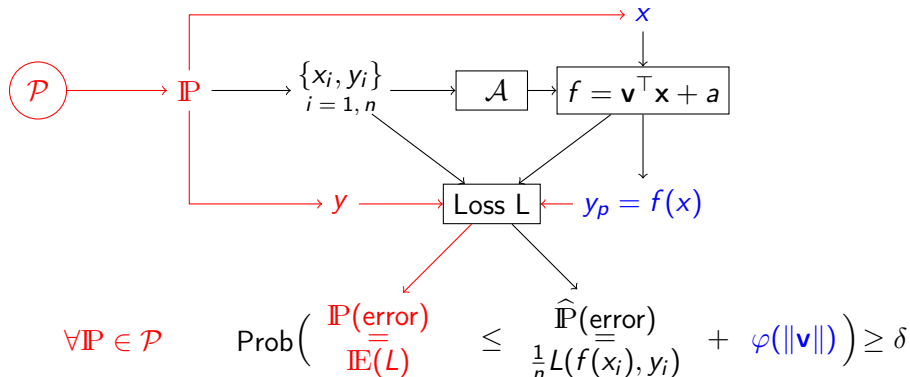 x
𝒫 ℙ {x_i, y_i} 𝒜 f = v^⊤x + a
i = 1, n
y Loss L y_p = f(x)
∀ℙ ∈ 𝒫 Prob( ℙ(error) = 𝔼(L) ≤ ℙ̂(error) = 1/n L(f(x_i), y_i) + φ(‖v‖) ) ≥ δ